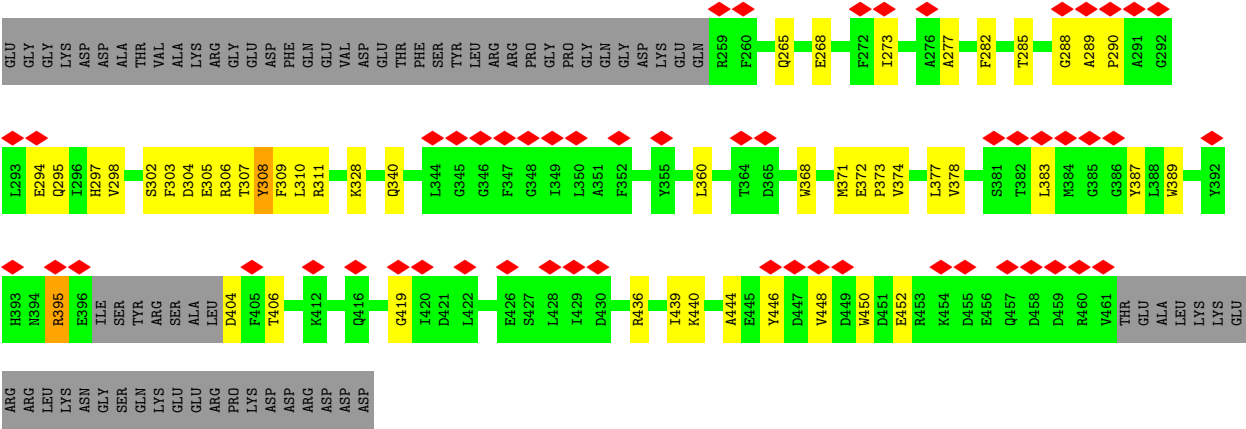 GLU GLY GLY LYS ASP ASP ALA THR VAL ALA LYS ARG GLY GLU ASP PHE GLN GLU VAL ASP GLU THR PHE SER TYR LEU ARG ARG PRO GLY PRO GLY GLN GLY ASP LYS GLU GLN R259 F260 Q265 E268 F272 I273 A276 A277 F282 T285 G288 A289 P290 A291 G292
L293 E294 Q295 I296 H297 V298 S302 F303 D304 E305 R306 T307 Y308 F309 L310 R311 K328 Q340 L344 G345 G346 F347 G348 I349 L350 A351 F352 Y355 L360 T364 D365 W368 M371 E372 P373 V374 L377 V378 S381 T382 L383 M384 G385 G386 Y387 L388 W389 Y392
H393 N394 R395 E396 ILE SER TYR ARG SER ALA LEU D404 F405 T406 K412 Q416 G419 I420 D421 L422 E426 S427 L428 I429 D430 R436 I439 K440 A444 E445 Y446 D447 V448 D449 W450 D451 E452 R453 K454 D455 E456 Q457 D458 D459 R460 V461 THR GLU ALA LEU LYS LYS GLU
ARG ARG LEU LYS ASN GLY SER GLN LYS GLU GLU ARG PRO LYS ASP ASP ARG ASP ASP ASP